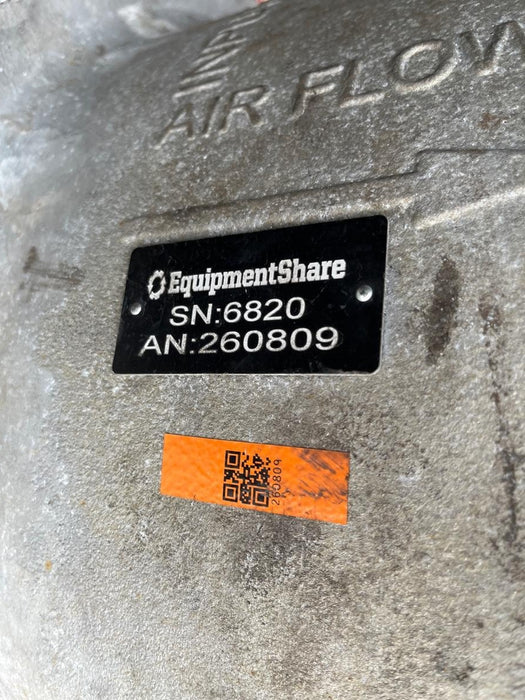 AIR FLOW
EquipmentShare
SN:6820
AN:260809
260809